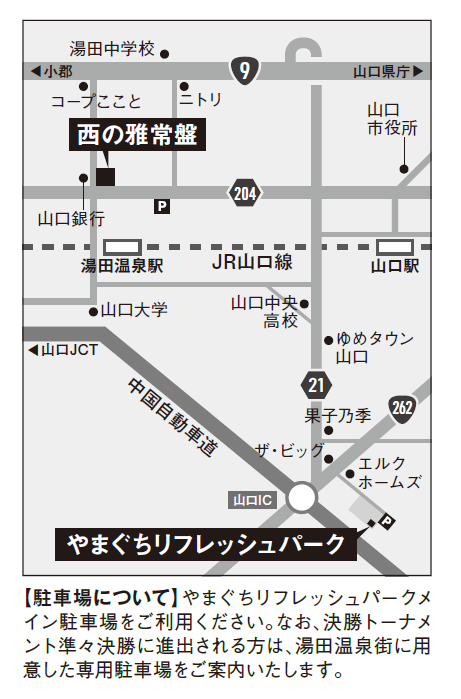 湯田中学校
9
◀小郡
山口県庁▶
コープここと
ニトリ
山口
市役所
西の雅常盤
204
山口銀行
P
湯田温泉駅
JR山口線
山口駅
山口大学
山口中央
高校
ゆめタウン
山口
◀山口JCT
中国自動車道
21
262
果子乃季
ザ・ビッグ
エルク
ホームズ
山口IC
P
やまぐちリフレッシュパーク
【駐車場について】やまぐちリフレッシュパークメ
イン駐車場をご利用ください。なお、決勝トーナメ
ント準々決勝に進出される方は、湯田温泉街に用
意した専用駐車場をご案内いたします。